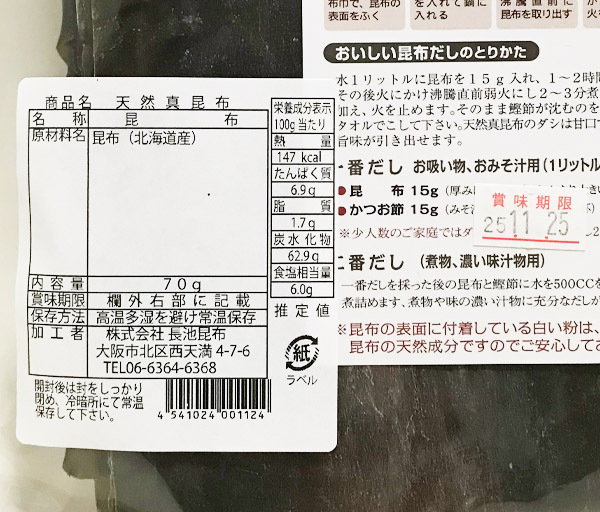 布巾で、昆布の
表面をふく
を入れて鍋に
入れる
沸騰直前に
昆布を取り出す
おいしい昆布だしのとりかた
水1リットルに昆布を15g入れ、1〜2時間
その後火にかけ沸騰直前弱火にし2〜3分煮
加え、火を止めます。そのまま鰹節が沈むのを
タオルでこして下さい。天然真昆布のダシは甘口で
旨味が引き出せます。
一番だし お吸い物、おみそ汁用(1リットル
●昆 布 15g (厚み
●かつお節 15g (みそ
※少人数のご家庭ではダ
賞味期限
25.11.25
二番だし (煮物、濃い味汁物用)
一番だしを採った後の昆布と鰹節に水を500CC
煮詰めます、煮物や味の濃い汁物に充分なだしが
※昆布の表面に付着している白い粉は、
昆布の天然成分ですのでご安心してお
商品名 天然真昆布
名称 昆布
原材料名 昆布(北海道産)
内容量 70g
賞味期限 欄外右部に記載
保存方法 高温多湿を避け常温保存
加工者 株式会社 長池昆布
大阪市北区西天満 4-7-6
TEL06-6364-6368
栄養成分表示
100g当たり
熱量
147 kcal
たんぱく質
6.9g
脂質
1.7g
炭水化物
62.9g
食塩相当量
6.0g
推定値
紙
ラベル
開封後は封をしっかり
閉め、冷暗所にて常温
保存して下さい。
4 541024 001124